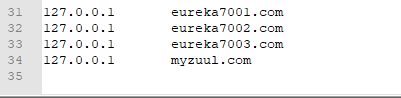 31 127.0.0.1 eureka7001.com
32 127.0.0.1 eureka7002.com
33 127.0.0.1 eureka7003.com
34 127.0.0.1 myzuul.com
35